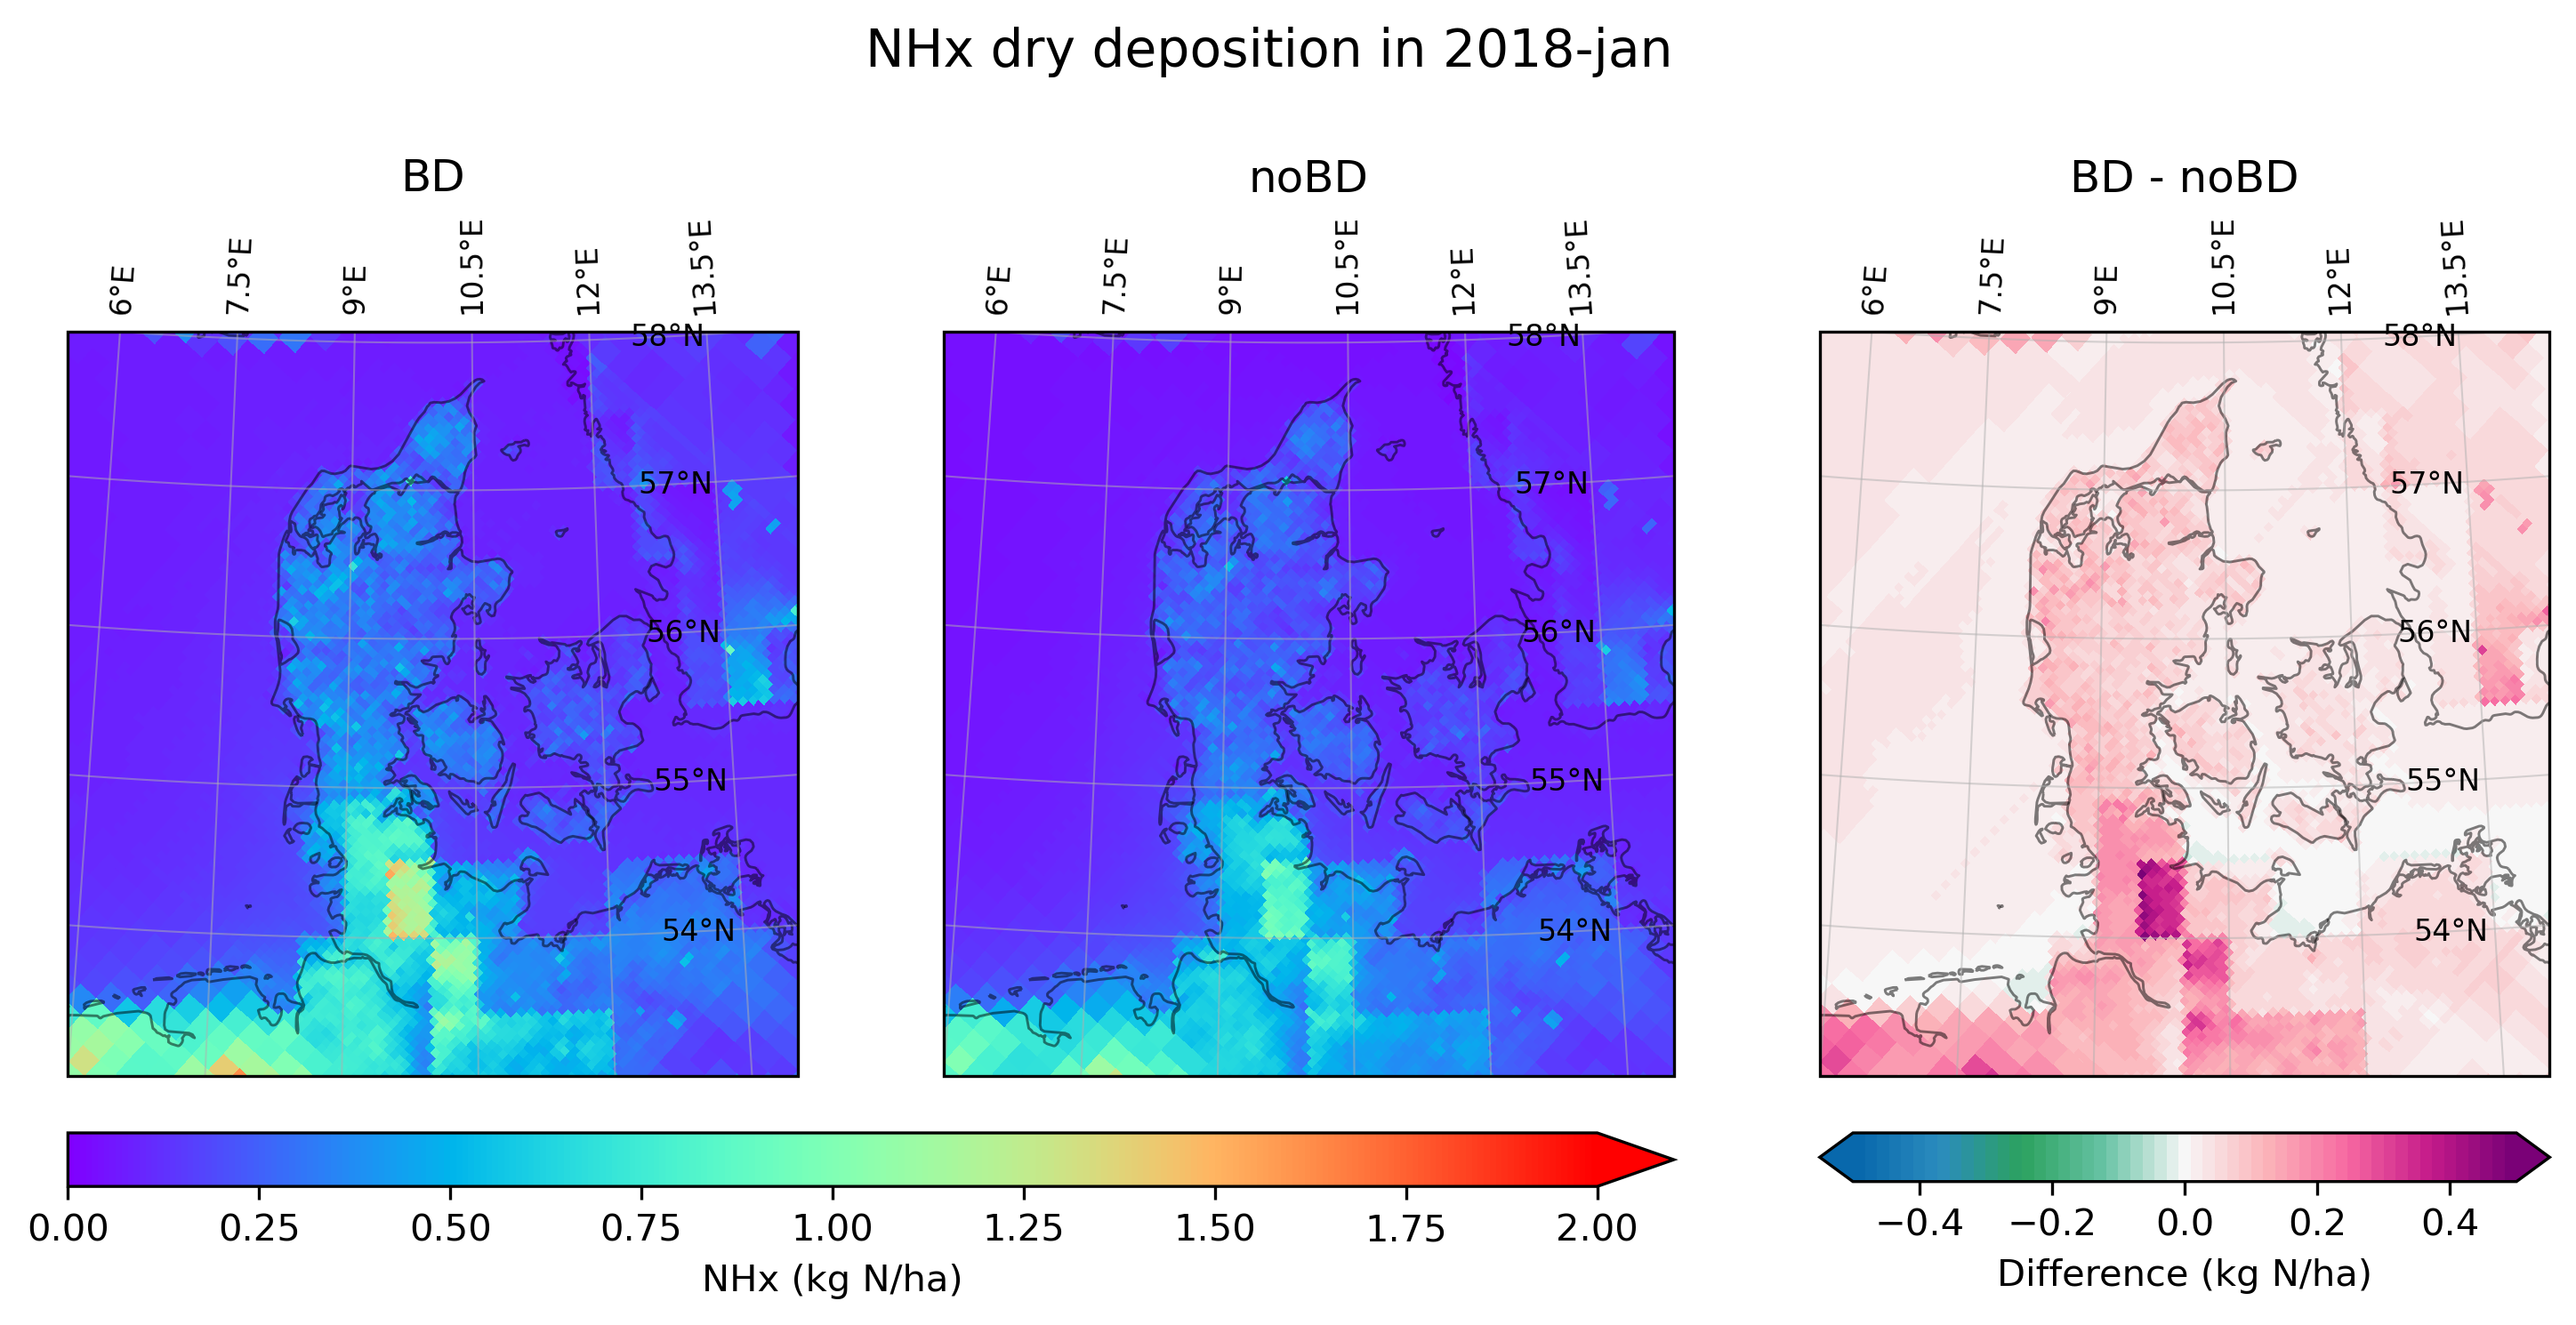 NHx dry deposition in 2018-jan
BD
noBD
BD - noBD
6°E 7.5°E 9°E 10.5°E 12°E 13.5°E
6°E 7.5°E 9°E 10.5°E 12°E 13.5°E
6°E 7.5°E 9°E 10.5°E 12°E 13.5°E
58°N 58°N 58°N
57°N 57°N 57°N
56°N 56°N 56°N
55°N 55°N 55°N
54°N 54°N 54°N
0.00 0.25 0.50 0.75 1.00 1.25 1.50 1.75 2.00
NHx (kg N/ha)
−0.4 −0.2 0.0 0.2 0.4
Difference (kg N/ha)